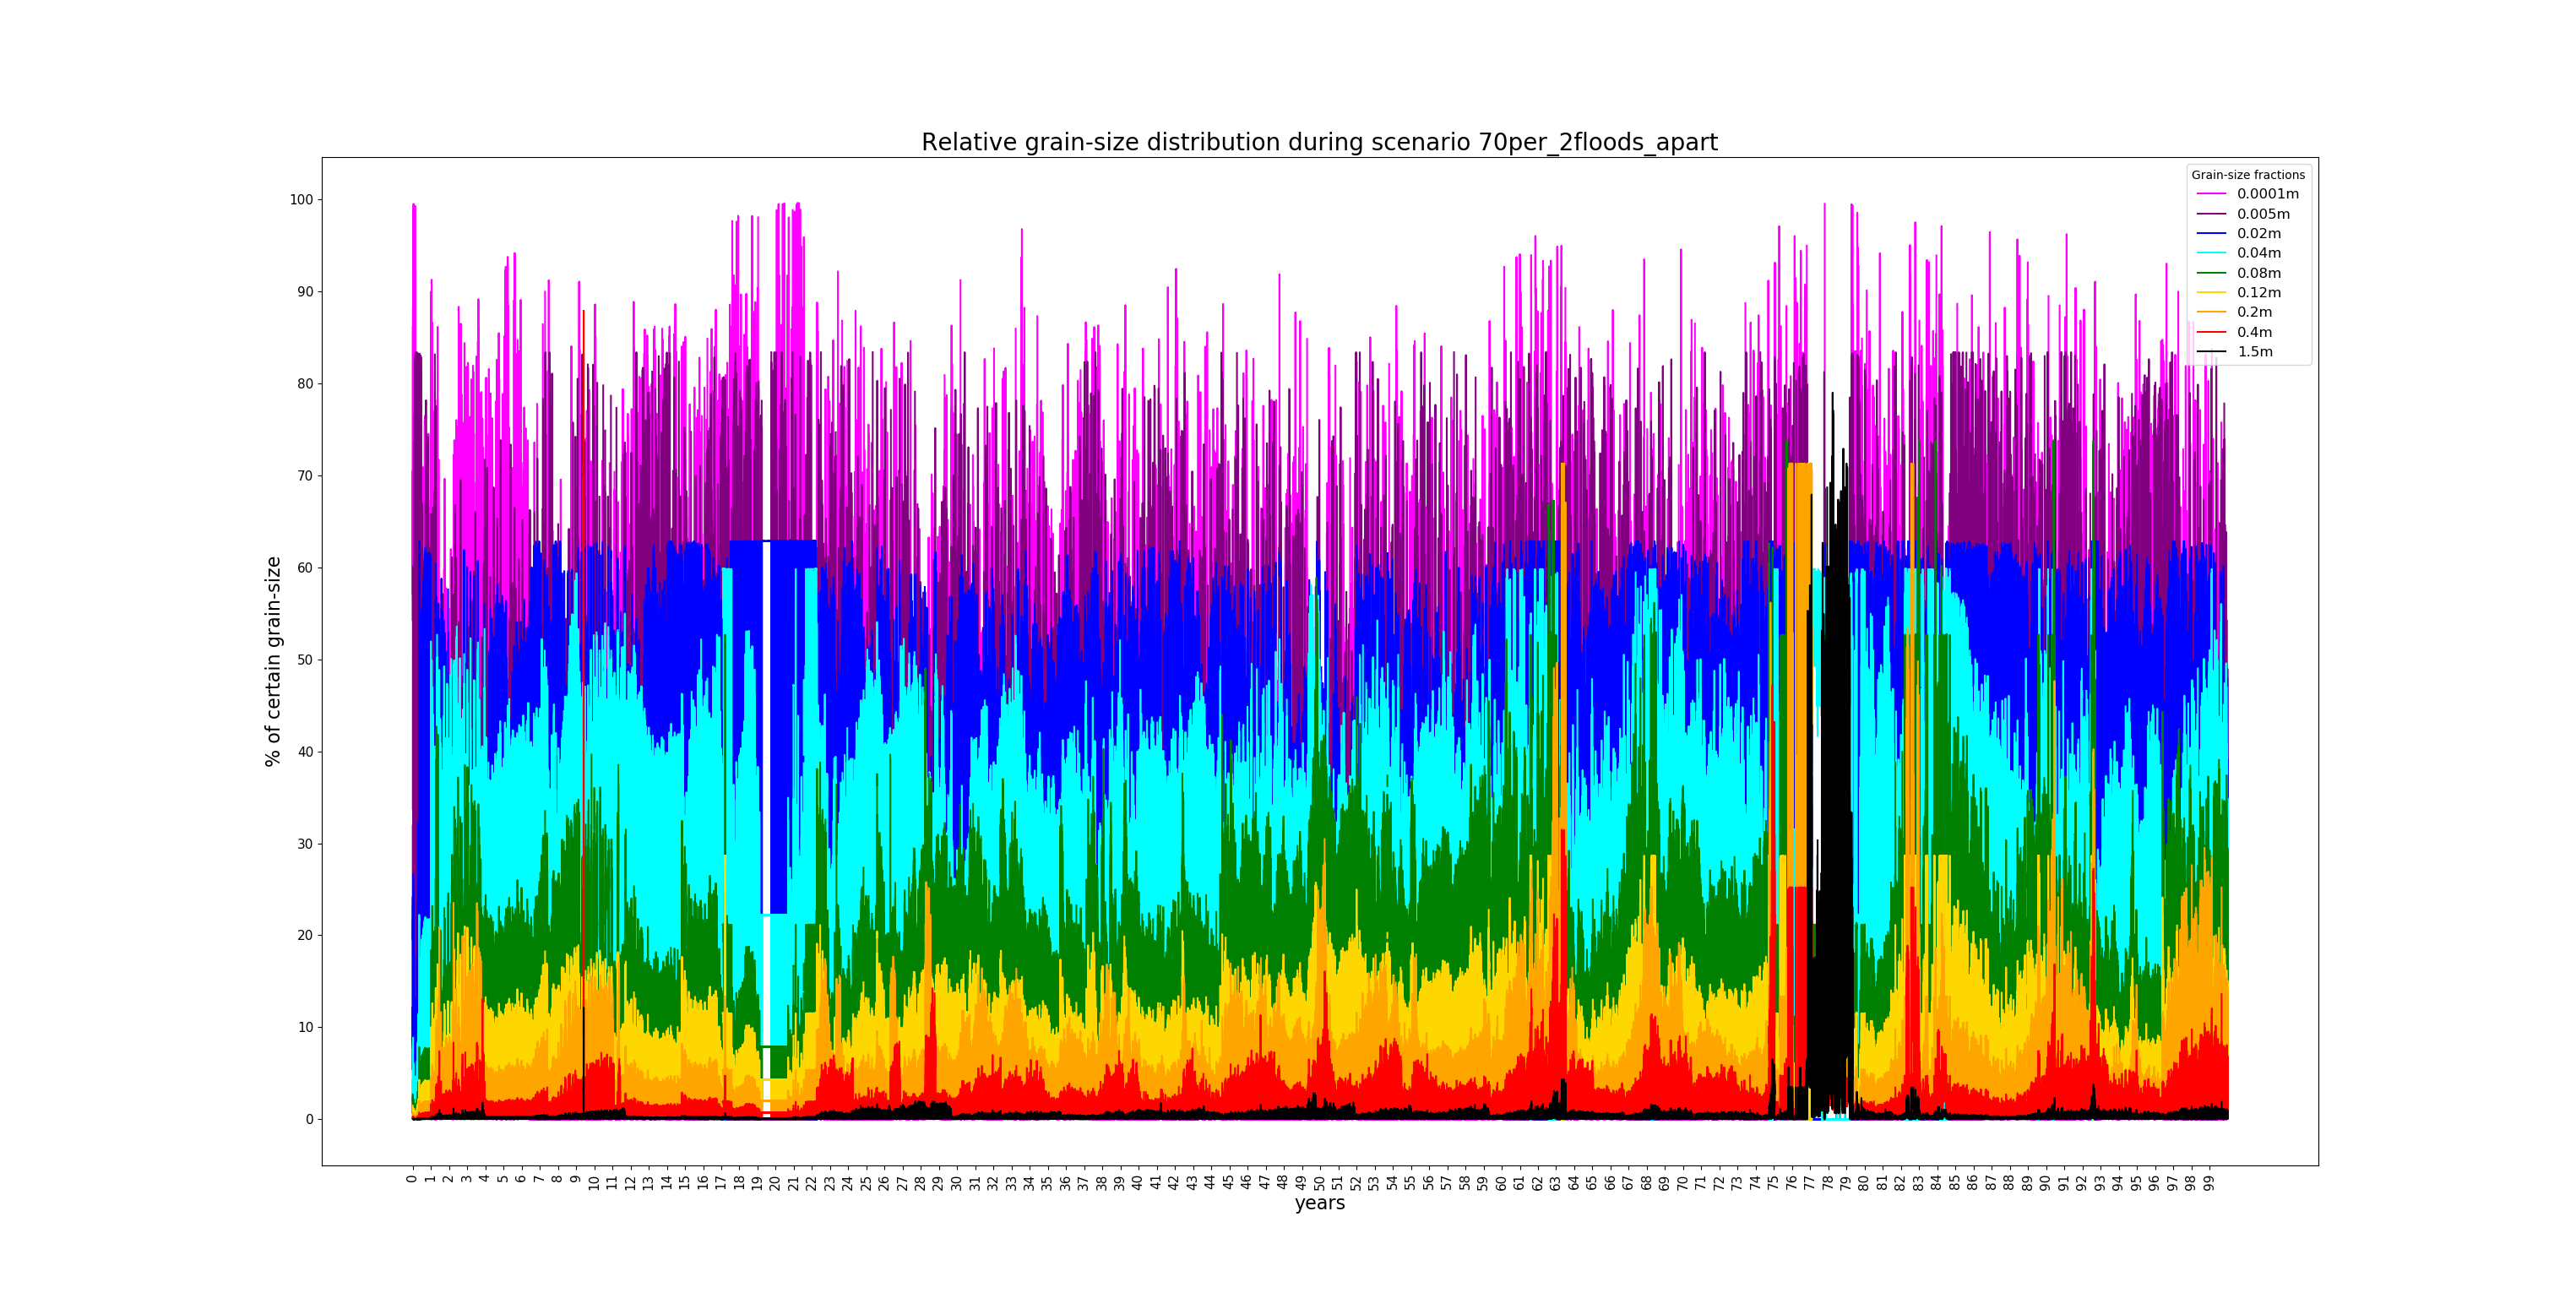 Relative grain-size distribution during scenario 70per_2floods_apart
Grain-size fractions
0.0001m
0.005m
0.02m
0.04m
0.08m
0.12m
0.2m
0.4m
1.5m
100
90
80
70
60
50
40
30
20
10
0
% of certain grain-size
0 1 2 3 4 5 6 7 8 9 10 11 12 13 14 15 16 17 18 19 20 21 22 23 24 25 26 27 28 29 30 31 32 33 34 35 36 37 38 39 40 41 42 43 44 45 46 47 48 49 50 51 52 53 54 55 56 57 58 59 60 61 62 63 64 65 66 67 68 69 70 71 72 73 74 75 76 77 78 79 80 81 82 83 84 85 86 87 88 89 90 91 92 93 94 95 96 97 98 99
years